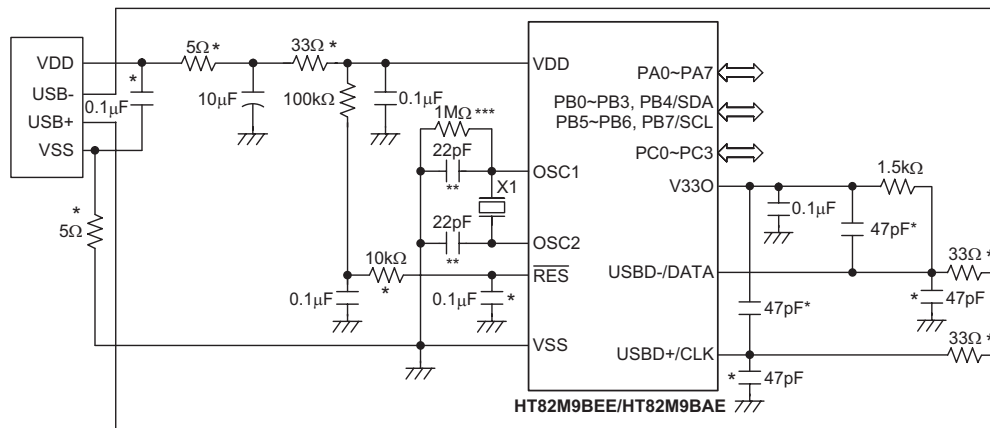 VDD
USB-
USB+
VSS
*
0.1μF
5Ω *
10μF
33Ω *
100kΩ
0.1μF
1MΩ ***
22pF
**
X1
22pF
**
*
5Ω
10kΩ
*
0.1μF
0.1μF
*
VDD
OSC1
OSC2
RES
VSS
PA0~PA7
PB0~PB3, PB4/SDA
PB5~PB6, PB7/SCL
PC0~PC3
V33O
USBD-/DATA
USBD+/CLK
HT82M9BEE/HT82M9BAE
1.5kΩ
0.1μF
47pF*
33Ω *
*
47pF
47pF*
33Ω *
*
47pF